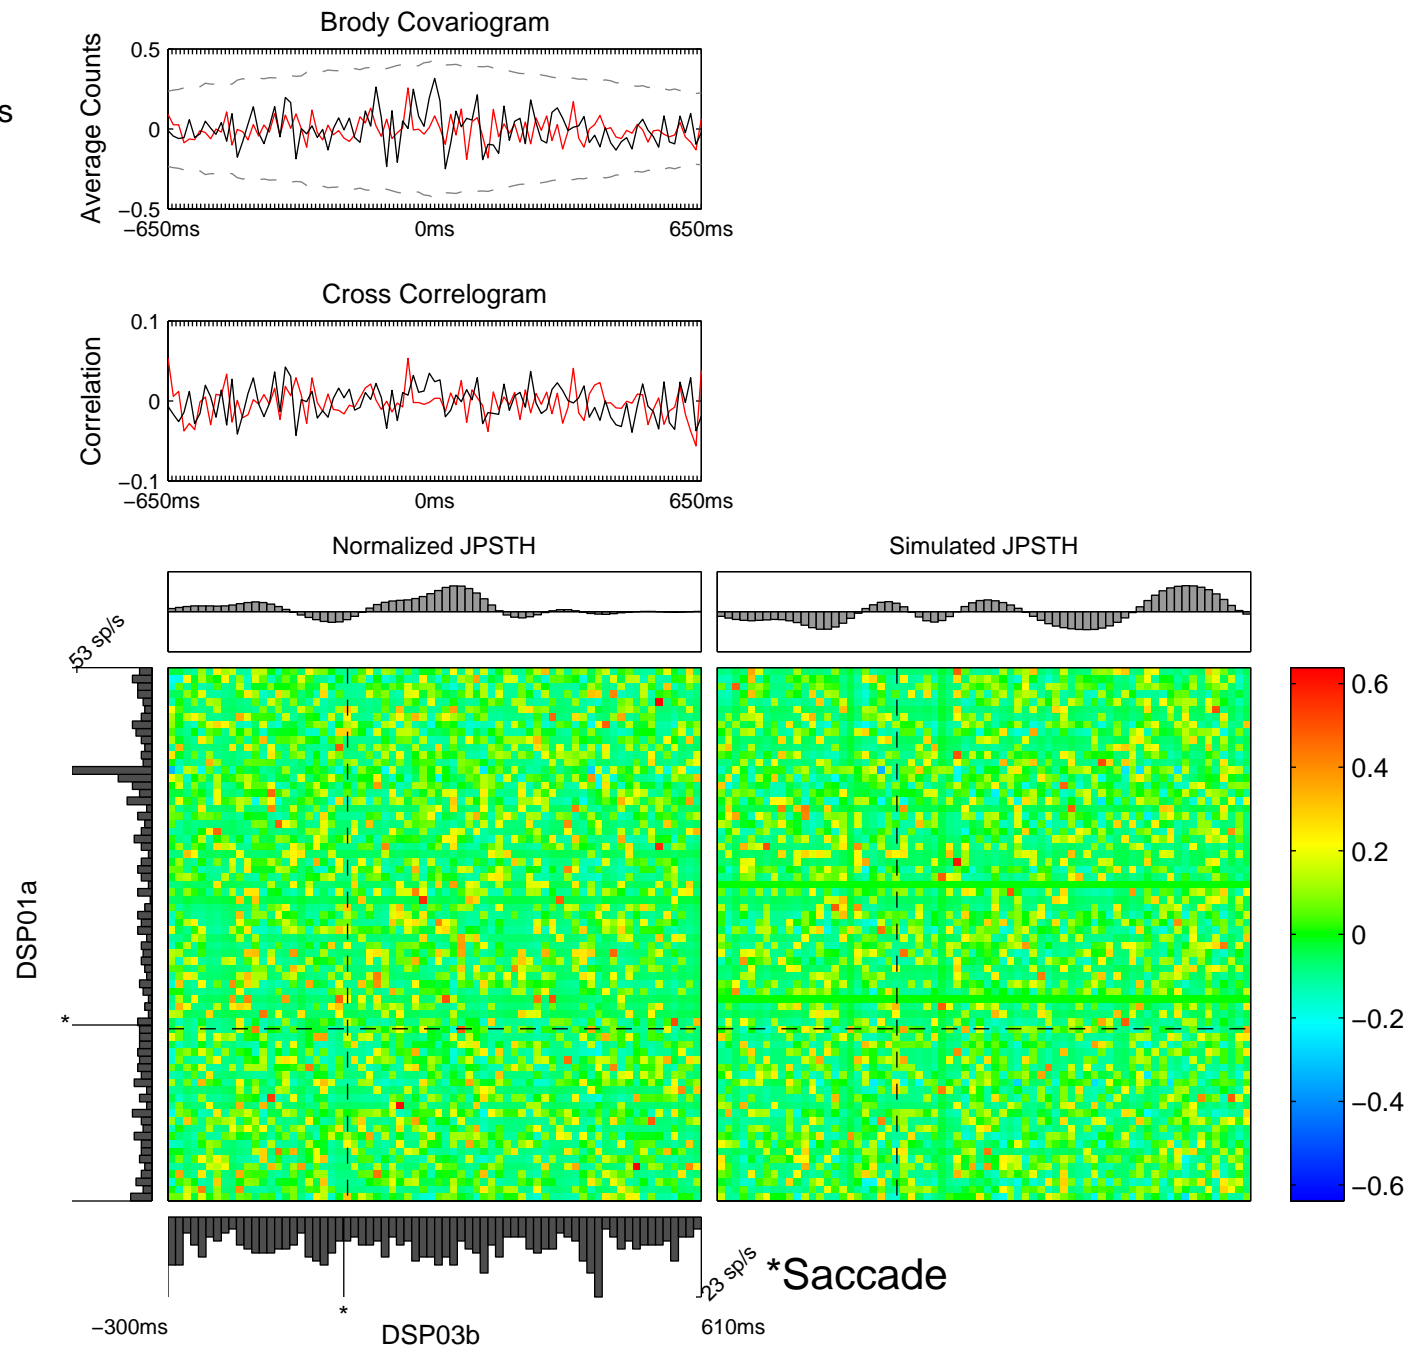 Brody Covariogram
s
Average Counts
0.5
0
−0.5
−650ms
0ms
650ms
Cross Correlogram
Correlation
0.1
0
−0.1
−650ms
0ms
650ms
Normalized JPSTH
Simulated JPSTH
53 sp/s
DSP01a
*
0.6
0.4
0.2
0
−0.2
−0.4
−0.6
23 sp/s
*Saccade
*
−300ms
DSP03b
610ms